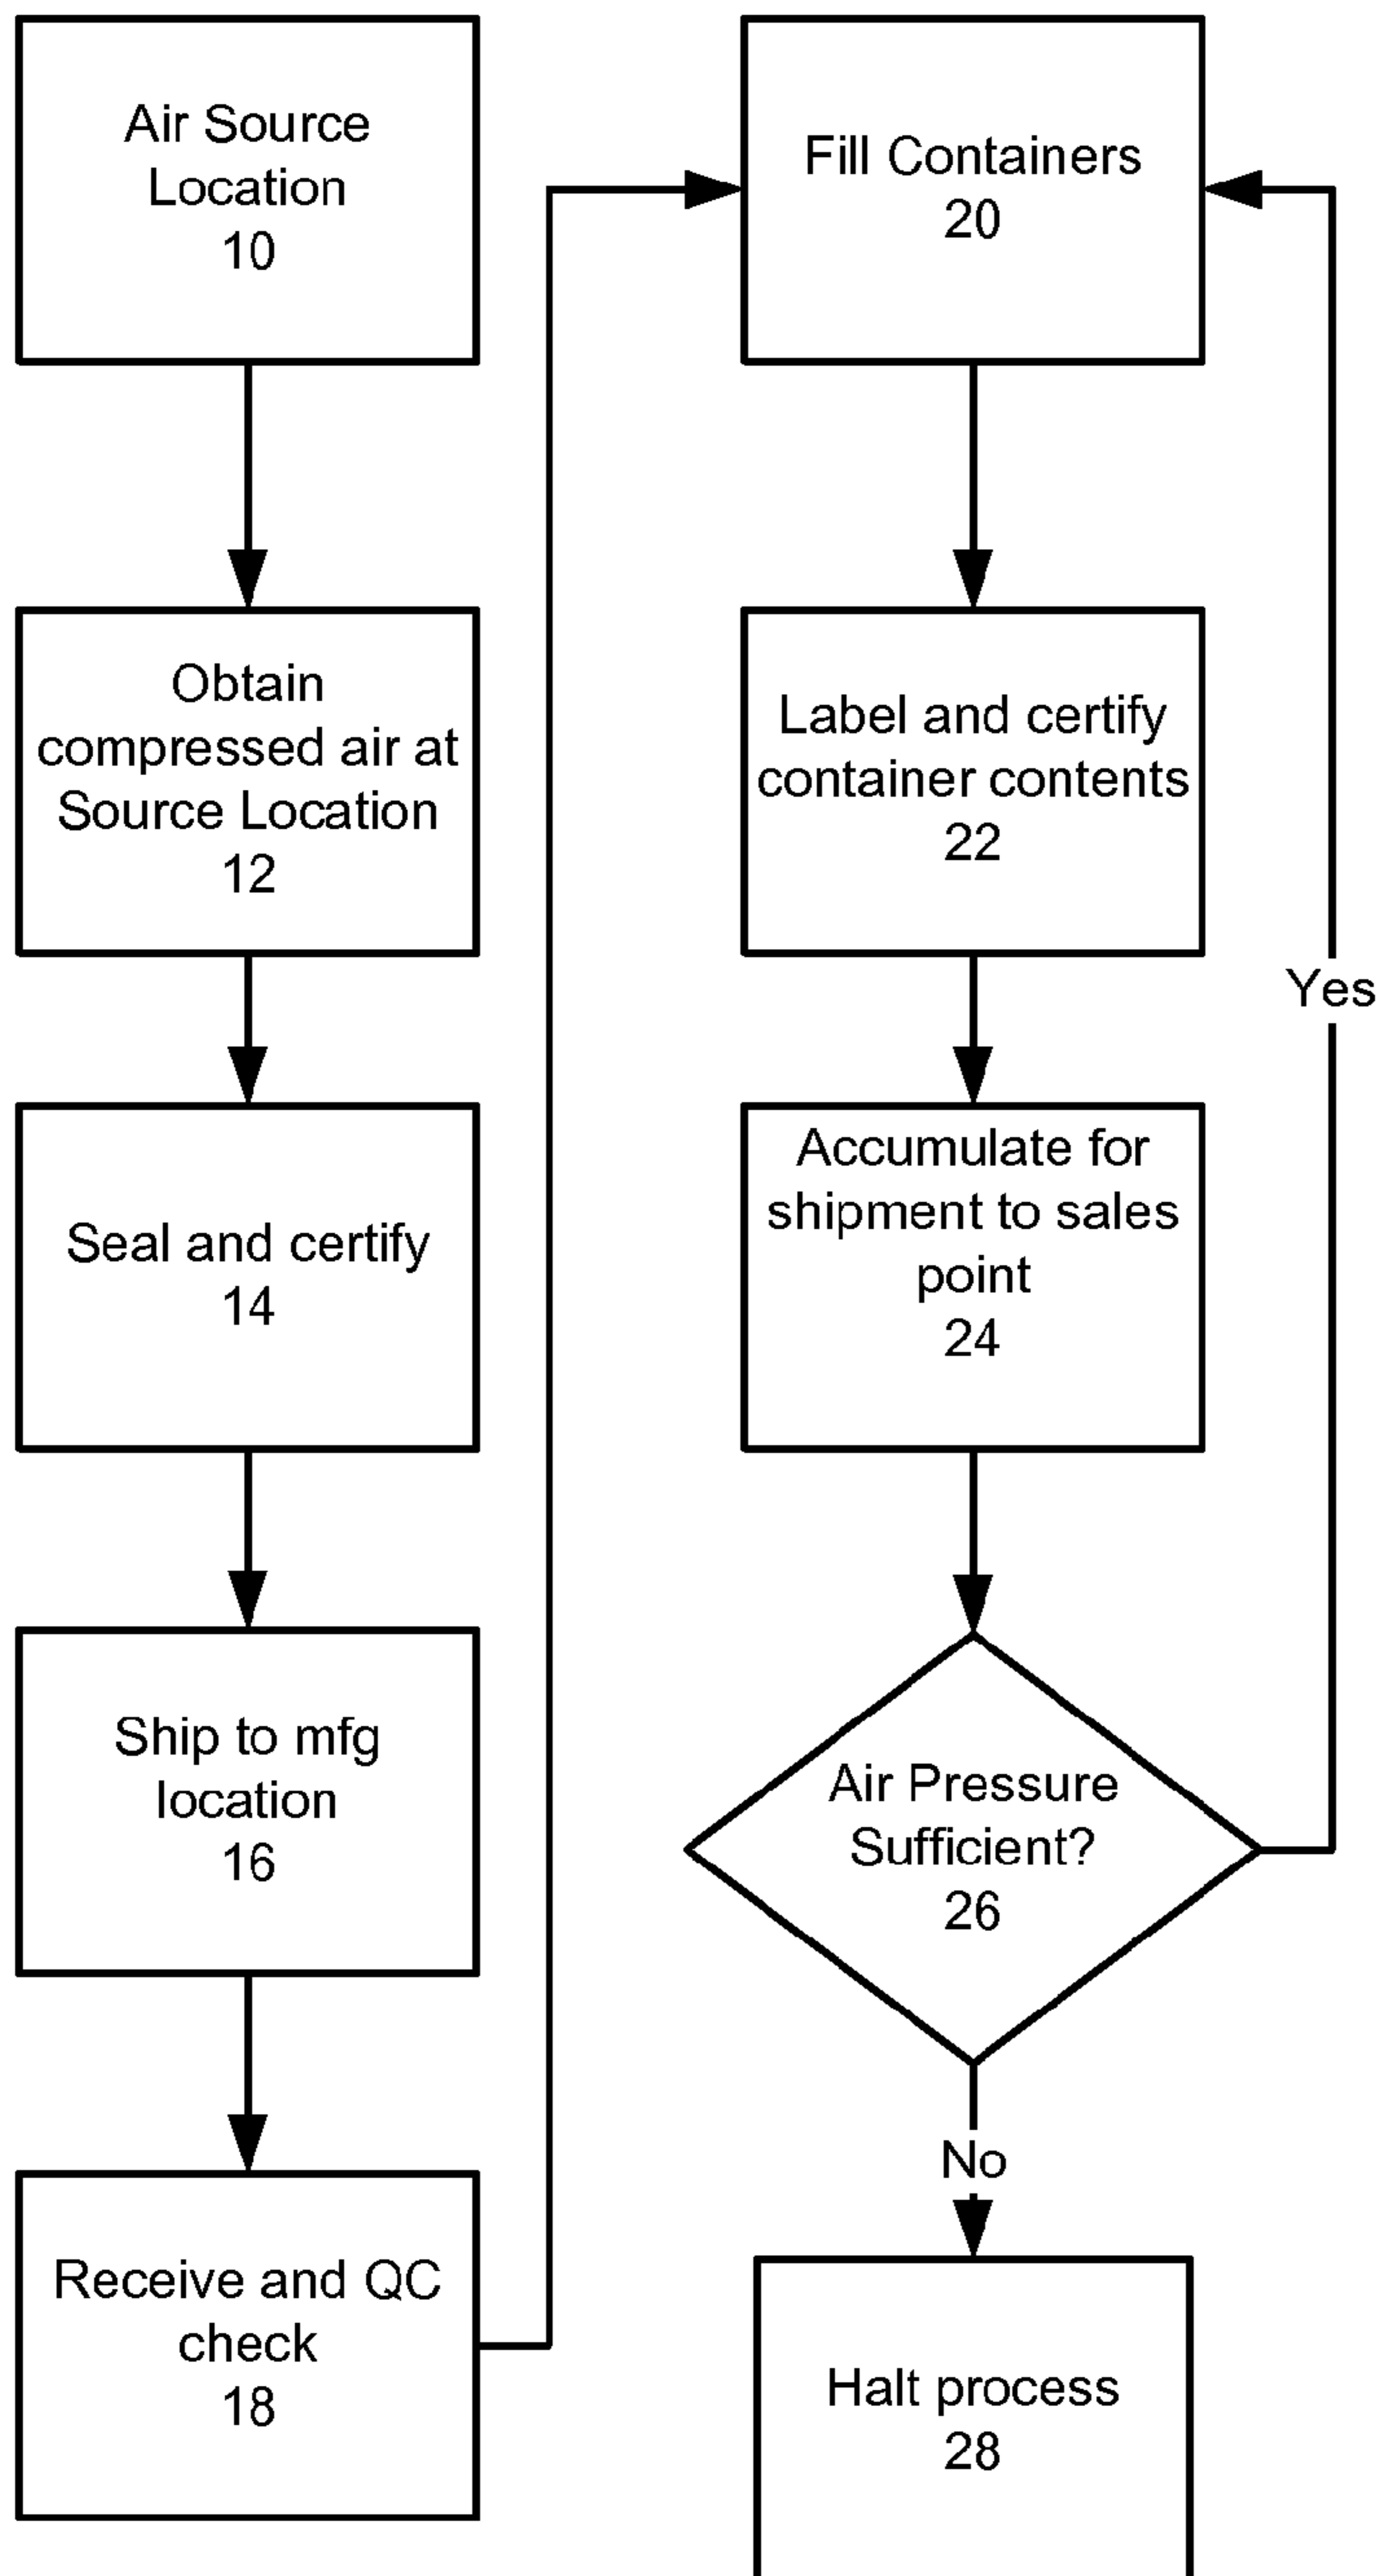 Air Source
Location
10
Obtain
compressed air at
Source Location
12
Seal and certify
14
Ship to mfg
location
16
Receive and QC
check
18
Fill Containers
20
Label and certify
container contents
22
Accumulate for
shipment to sales
point
24
Air Pressure
Sufficient?
26
Yes
No
Halt process
28